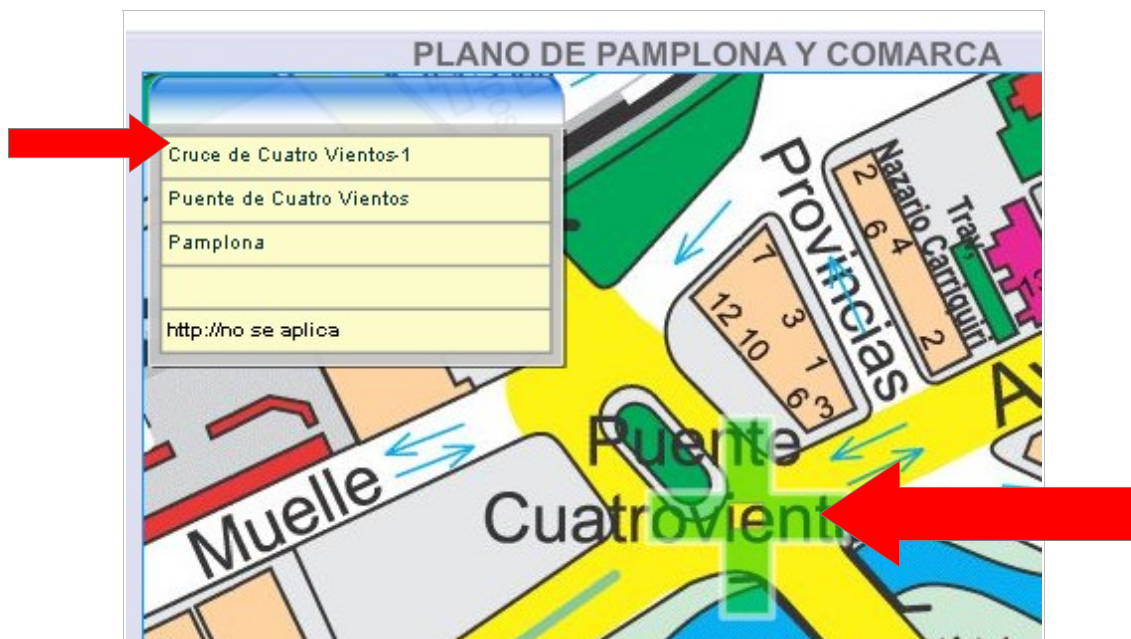 PLANO DE PAMPLONA Y COMARCA
Cruce de Cuatro Vientos-1
Puente de Cuatro Vientos
Pamplona
http://no se aplica
Provincias
Nazario Carriquiri
Trav.
2
6
4
2
7
3
12
10
1
6
3
Muelle
Puente
Cuatrovient